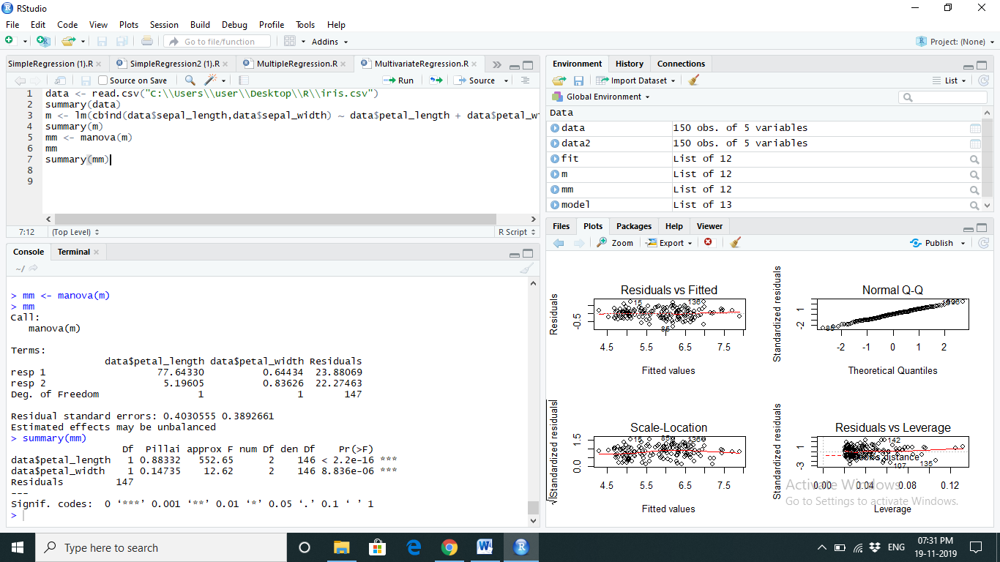 RStudio
File Edit Code View Plots Session Build Debug Profile Tools Help
Go to file/function Addins Project: (None)
SimpleRegression (1).R SimpleRegression2 (1).R MultipleRegression.R MultivariateRegression.R
Source on Save Run Source
1 data <- read.csv("C:\\Users\\user\\Desktop\\R\\iris.csv")
2 summary(data)
3 m <- lm(cbind(data$sepal_length,data$sepal_width) ~ data$petal_length + data$petal_w
4 summary(m)
5 mm <- manova(m)
6 mm
7 summary(mm)
8
9
7:12 (Top Level) R Script
Console Terminal
~/
> mm <- manova(m)
> mm
Call:
manova(m)
Terms:
data$petal_length data$petal_width Residuals
resp 1 77.64330 0.64434 23.88069
resp 2 5.19605 0.83626 22.27463
Deg. of Freedom 1 1 147
Residual standard errors: 0.4030555 0.3892661
Estimated effects may be unbalanced
> summary(mm)
Df Pillai approx F num Df den Df Pr(>F)
data$petal_length 1 0.88332 552.65 2 146 < 2.2e-16 ***
data$petal_width 1 0.14735 12.62 2 146 8.836e-06 ***
Residuals 147
---
Signif. codes: 0 ‘***’ 0.001 ‘**’ 0.01 ‘*’ 0.05 ‘.’ 0.1 ‘ ’ 1
>
Environment History Connections
Import Dataset List
Global Environment
Data
data 150 obs. of 5 variables
data2 150 obs. of 5 variables
fit List of 12
m List of 12
mm List of 12
model List of 13
Files Plots Packages Help Viewer
Zoom Export Publish
Residuals vs Fitted
Residuals
-0.5
15 136
85
4.5 5.5 6.5 7.5
Fitted values
Normal Q-Q
Standardized residuals
-2 1
85
-2 -1 0 1 2
Theoretical Quantiles
Scale-Location
√|Standardized residuals|
0.0 1.5
15 85 136
4.5 5.5 6.5 7.5
Fitted values
Residuals vs Leverage
Standardized residuals
-3 1
142
distance
107 135
0.00 0.04 0.08 0.12
Leverage
Activate Windows
Go to Settings to activate Windows.
Type here to search
ENG
07:31 PM
19-11-2019